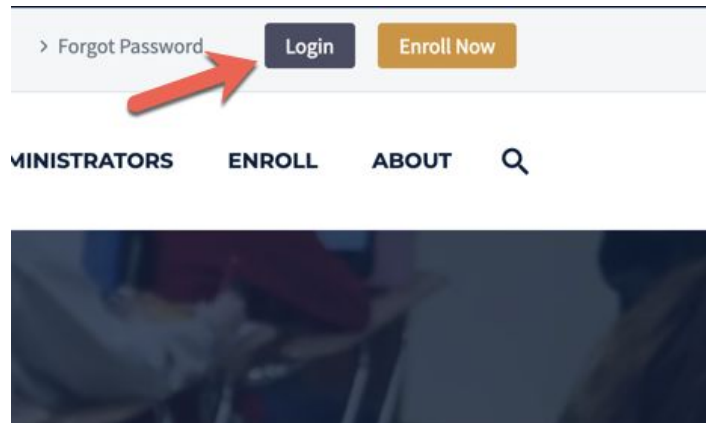 > Forgot Password Login Enroll Now
MINISTRATORS ENROLL ABOUT